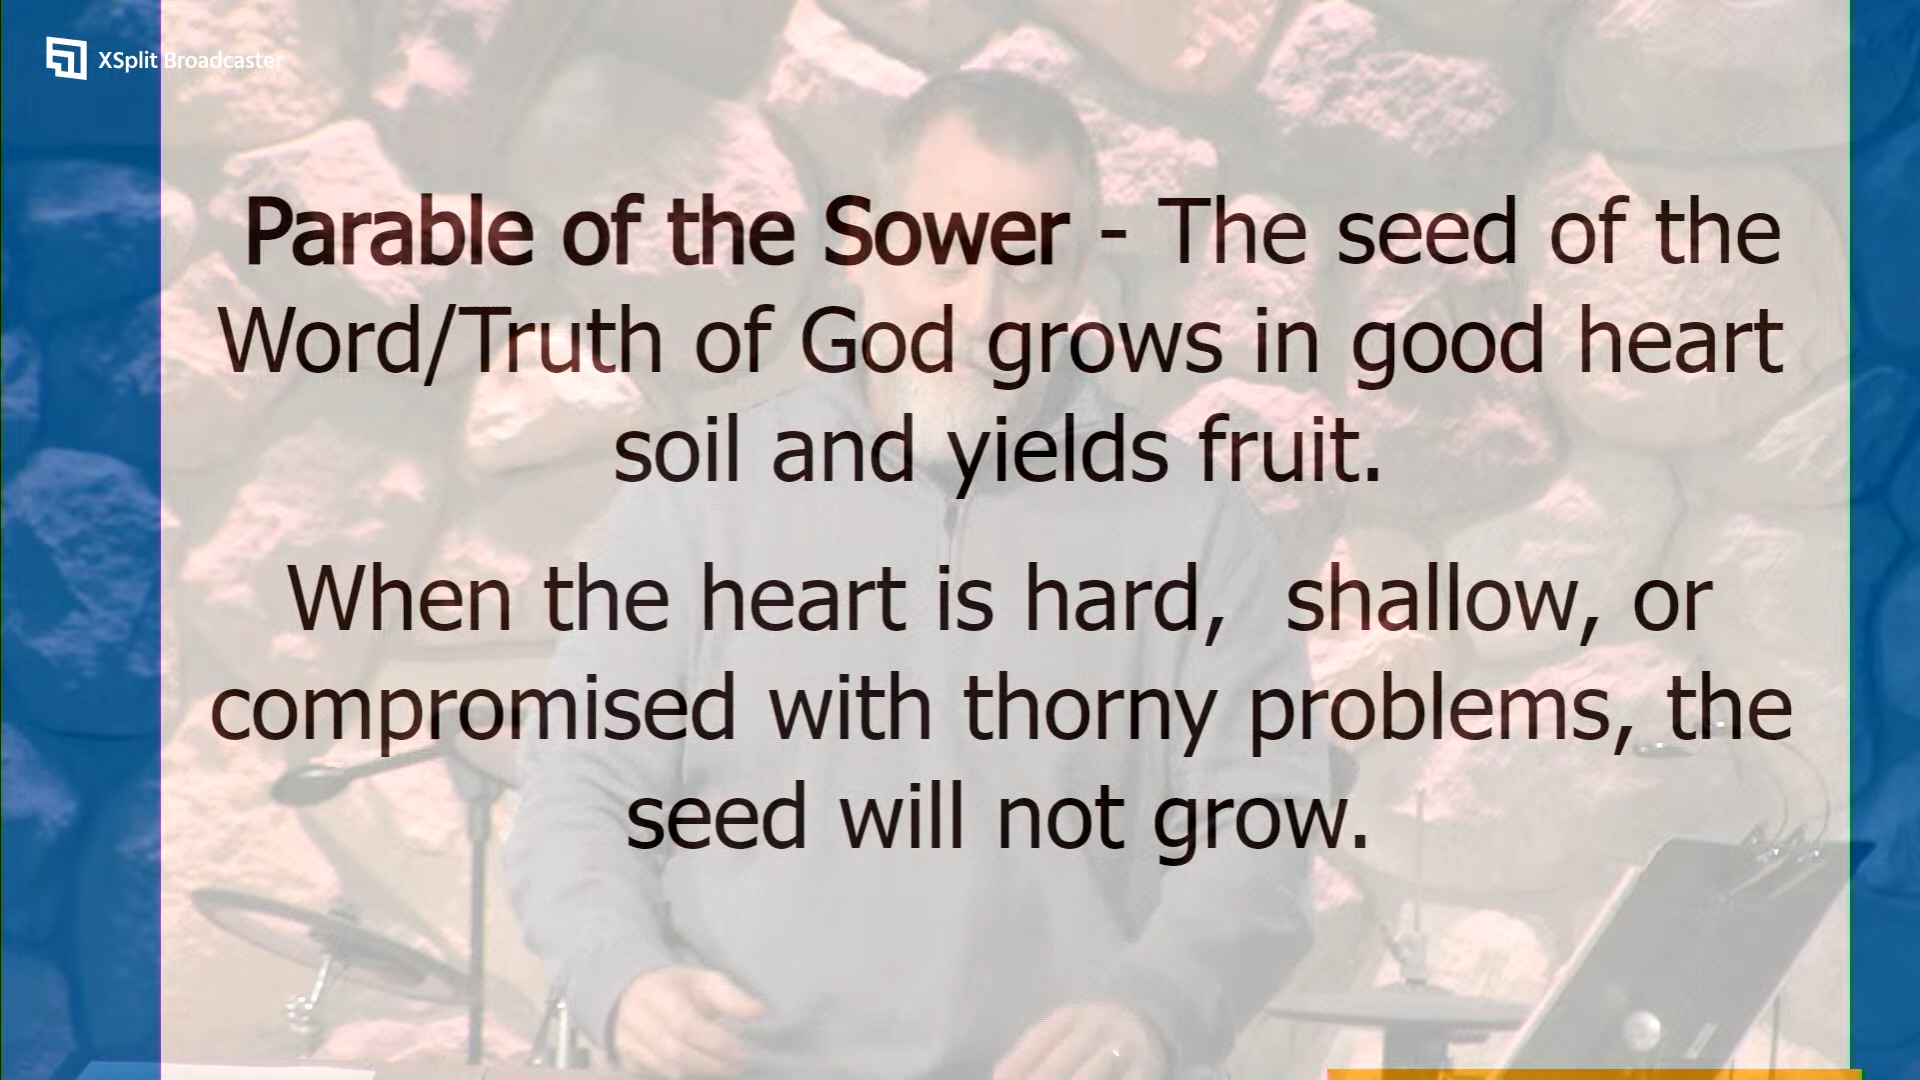 XSplit Broadcaster
Parable of the Sower - The seed of the
Word/Truth of God grows in good heart
soil and yields fruit.
When the heart is hard,  shallow, or
compromised with thorny problems, the
seed will not grow.